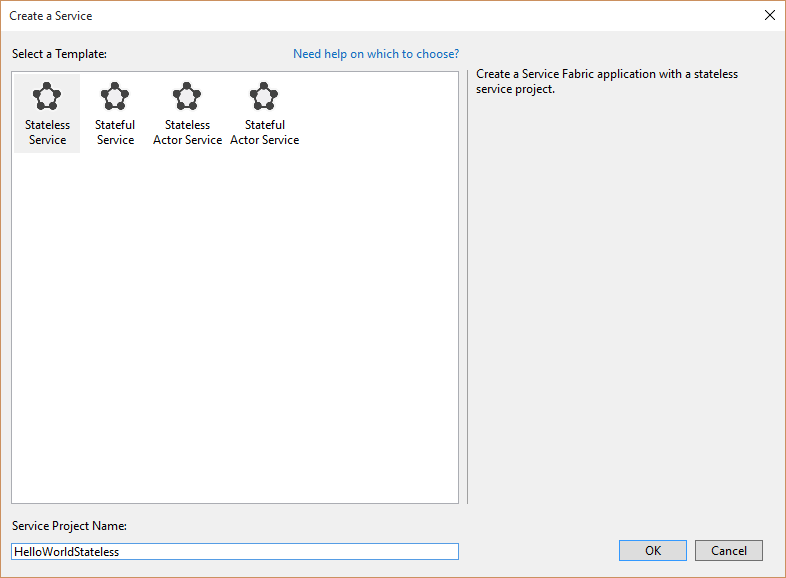 Create a Service
Select a Template:
Need help on which to choose?
Stateless
Service
Stateful
Service
Stateless
Actor Service
Stateful
Actor Service
Create a Service Fabric application with a stateless
service project.
Service Project Name:
HelloWorldStateless
OK
Cancel